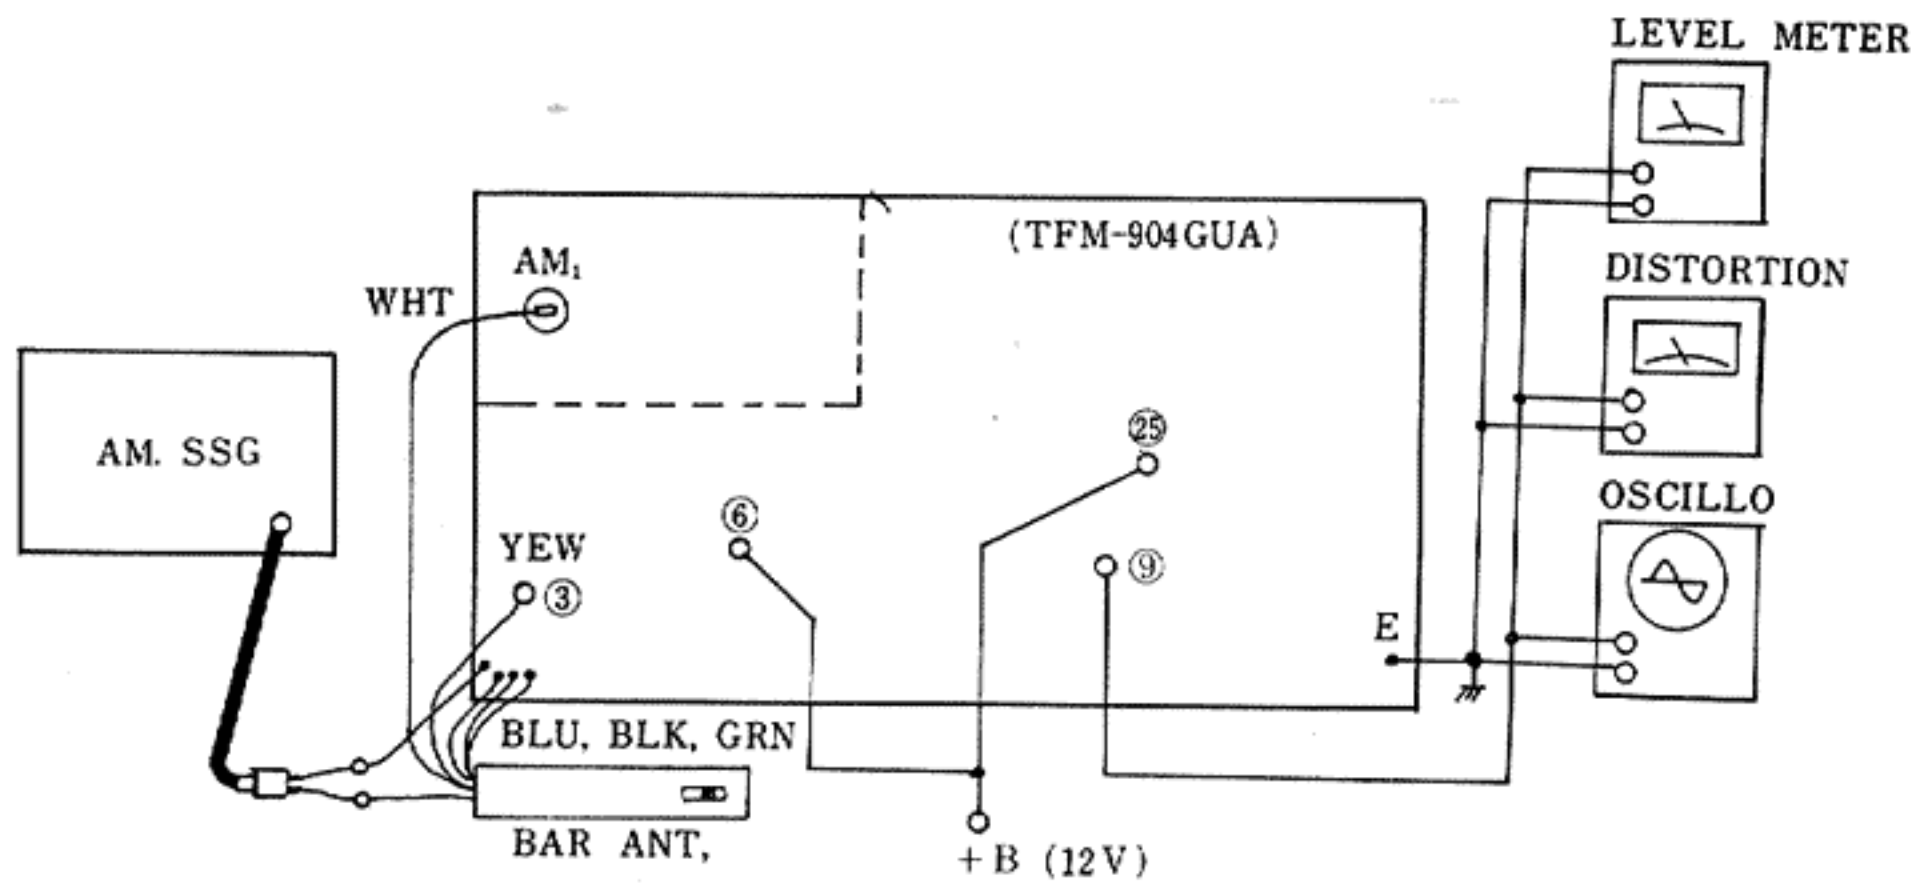 LEVEL METER
(TFM-904GUA)
AM₁
WHT
DISTORTION
AM. SSG
㉕
OSCILLO
⑥
YEW
③
⑨
E
BLU, BLK, GRN
BAR ANT,
+B (12V)